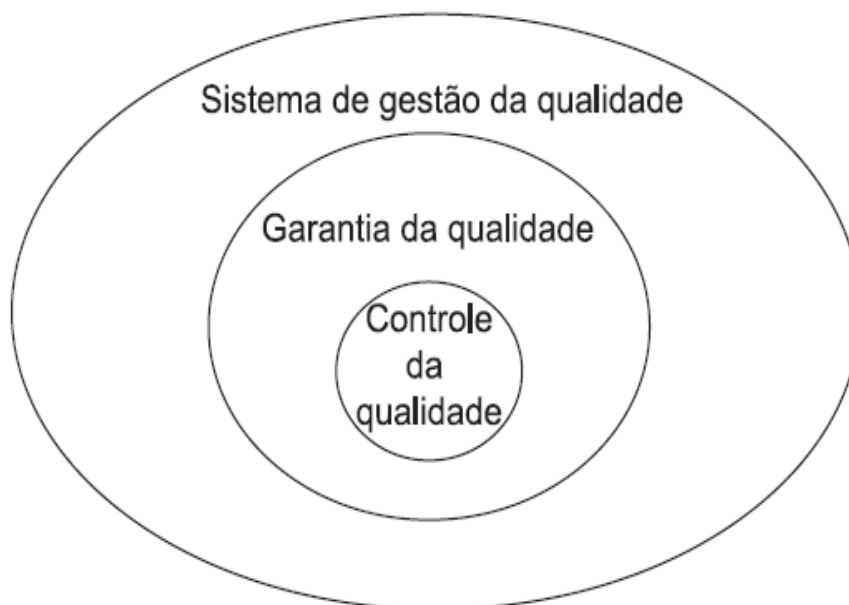 Sistema de gestão da qualidade
Garantia da qualidade
Controle
da
qualidade